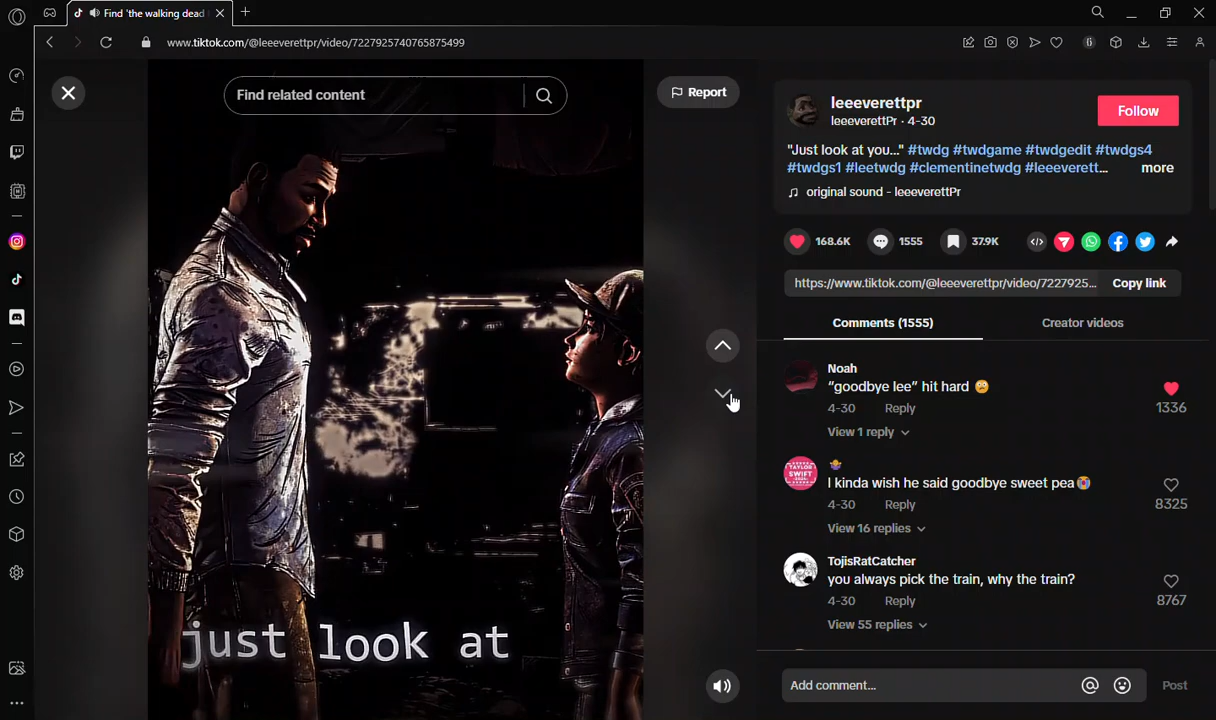 Find 'the walking dead
www.tiktok.com/@leeeverettpr/video/7227925740765875499
Find related content
Report
leeeverettpr
leeeverettPr · 4-30
Follow
"Just look at you..." #twdg #twdgame #twdgedit #twdgs4
#twdgs1 #leetwdg #clementinetwdg #leeeverett... more
original sound - leeeverettPr
168.6K 1555 37.9K
https://www.tiktok.com/@leeeverettpr/video/7227925... Copy link
Comments (1555) Creator videos
Noah
“goodbye lee” hit hard 😳
4-30 Reply 1336
View 1 reply
TAYLOR
SWIFT
I kinda wish he said goodbye sweet pea😭
4-30 Reply 8325
View 16 replies
TojisRatCatcher
you always pick the train, why the train?
4-30 Reply 8767
View 55 replies
just look at
Add comment... Post